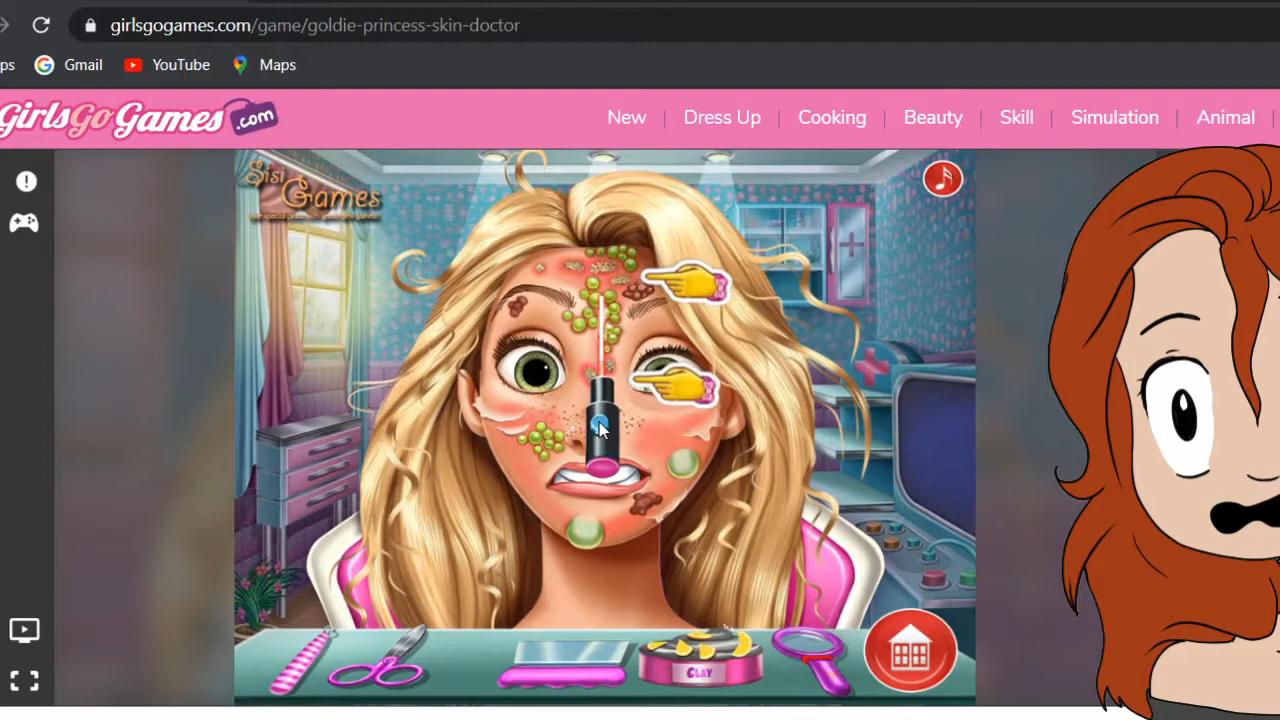 girlsgogames.com/game/goldie-princess-skin-doctor
ps Gmail YouTube Maps
GirlsGoGames.com
New | Dress Up | Cooking | Beauty | Skill | Simulation | Animal |
Sisi
Games
CLAY